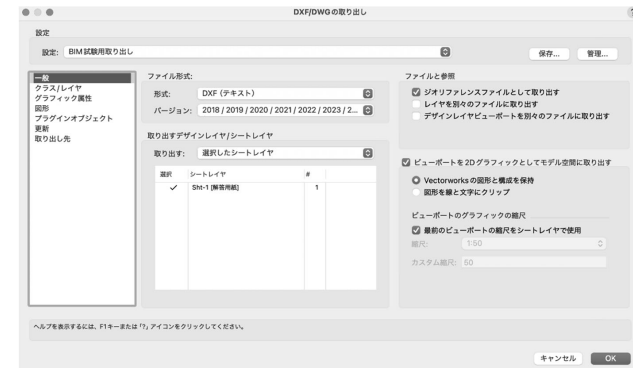 DXF/DWGの取り出し
設定
設定: BIM試験用取り出し
保存... 管理...
一般
クラス/レイヤ
グラフィック属性
図形
プラグインオブジェクト
更新
取り出し先
ファイル形式:
形式: DXF (テキスト)
バージョン: 2018 / 2019 / 2020 / 2021 / 2022 / 2023 / 2...
取り出すデザインレイヤ/シートレイヤ
取り出す: 選択したシートレイヤ
選択 シートレイヤ #
✓ Sht-1 [解答用紙] 1
ファイルと参照
ジオリファレンスファイルとして取り出す
レイヤを別々のファイルに取り出す
デザインレイヤビューポートを別々のファイルに取り出す
ビューポートを2Dグラフィックとしてモデル空間に取り出す
Vectorworksの図形と構成を保持
図形を線と文字にクリップ
ビューポートのグラフィックの縮尺
最前のビューポートの縮尺をシートレイヤで使用
縮尺: 1:50
カスタム縮尺: 50
ヘルプを表示するには、F1キーまたは「?」アイコンをクリックしてください。
キャンセル OK